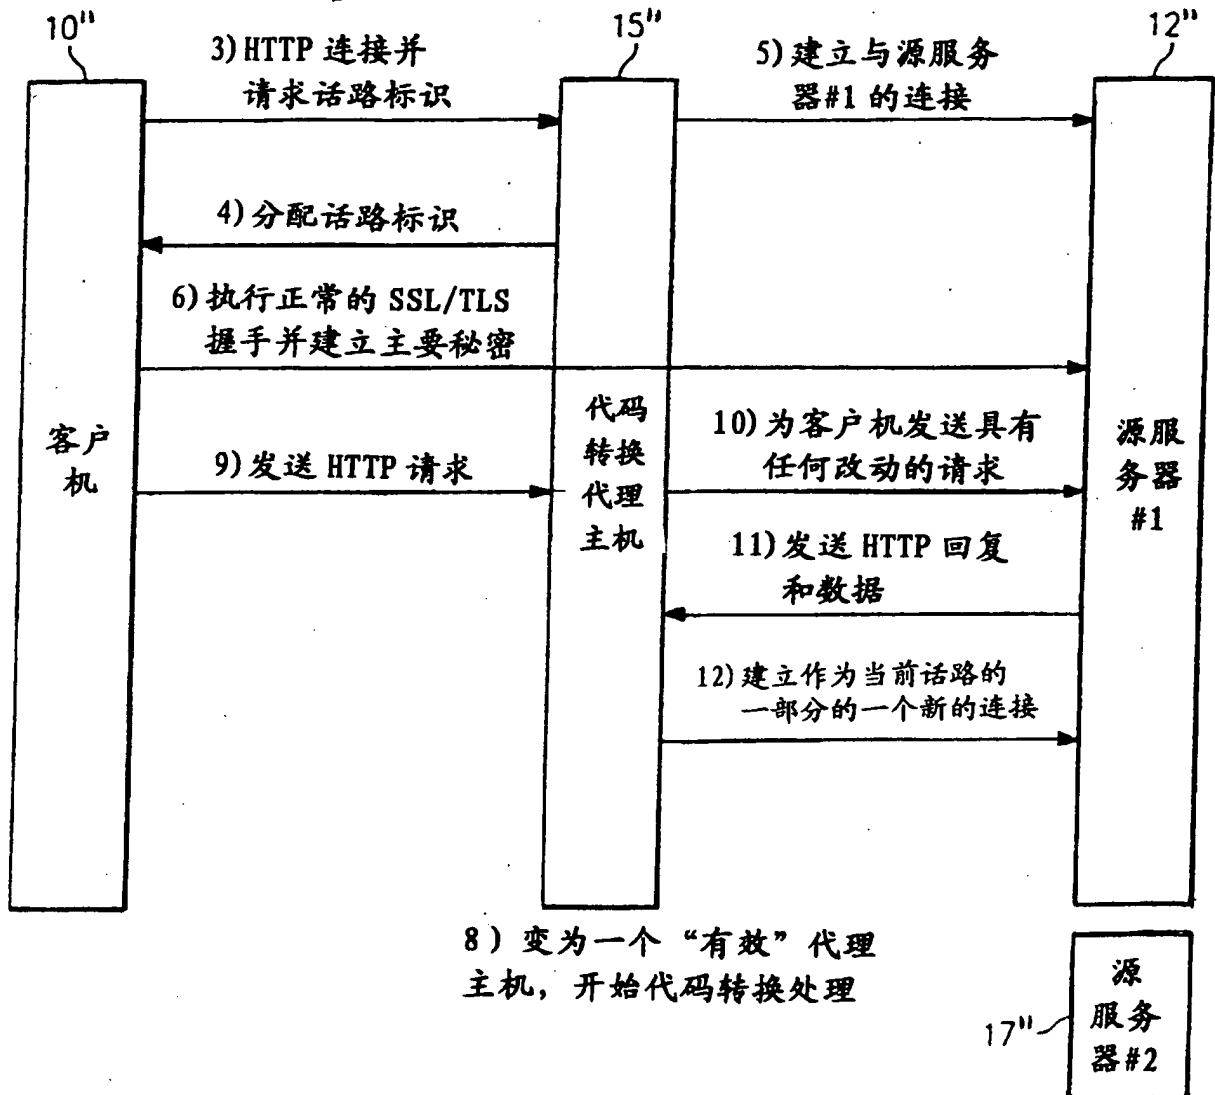 10"
15"
12"
3)HTTP 连接并
请求话路标识
5)建立与源服务
器#1 的连接
4)分配话路标识
6)执行正常的 SSL/TLS
握手并建立主要秘密
客户
机
代码
转换
代理
主机
源服
务器
#1
9)发送 HTTP 请求
10)为客户机发送具有
任何改动的请求
11)发送 HTTP 回复
和数据
12)建立作为当前话路的
一部分的一个新的连接
8) 变为一个“有效”代理
主机，开始代码转换处理
17"
源
服务
器#2